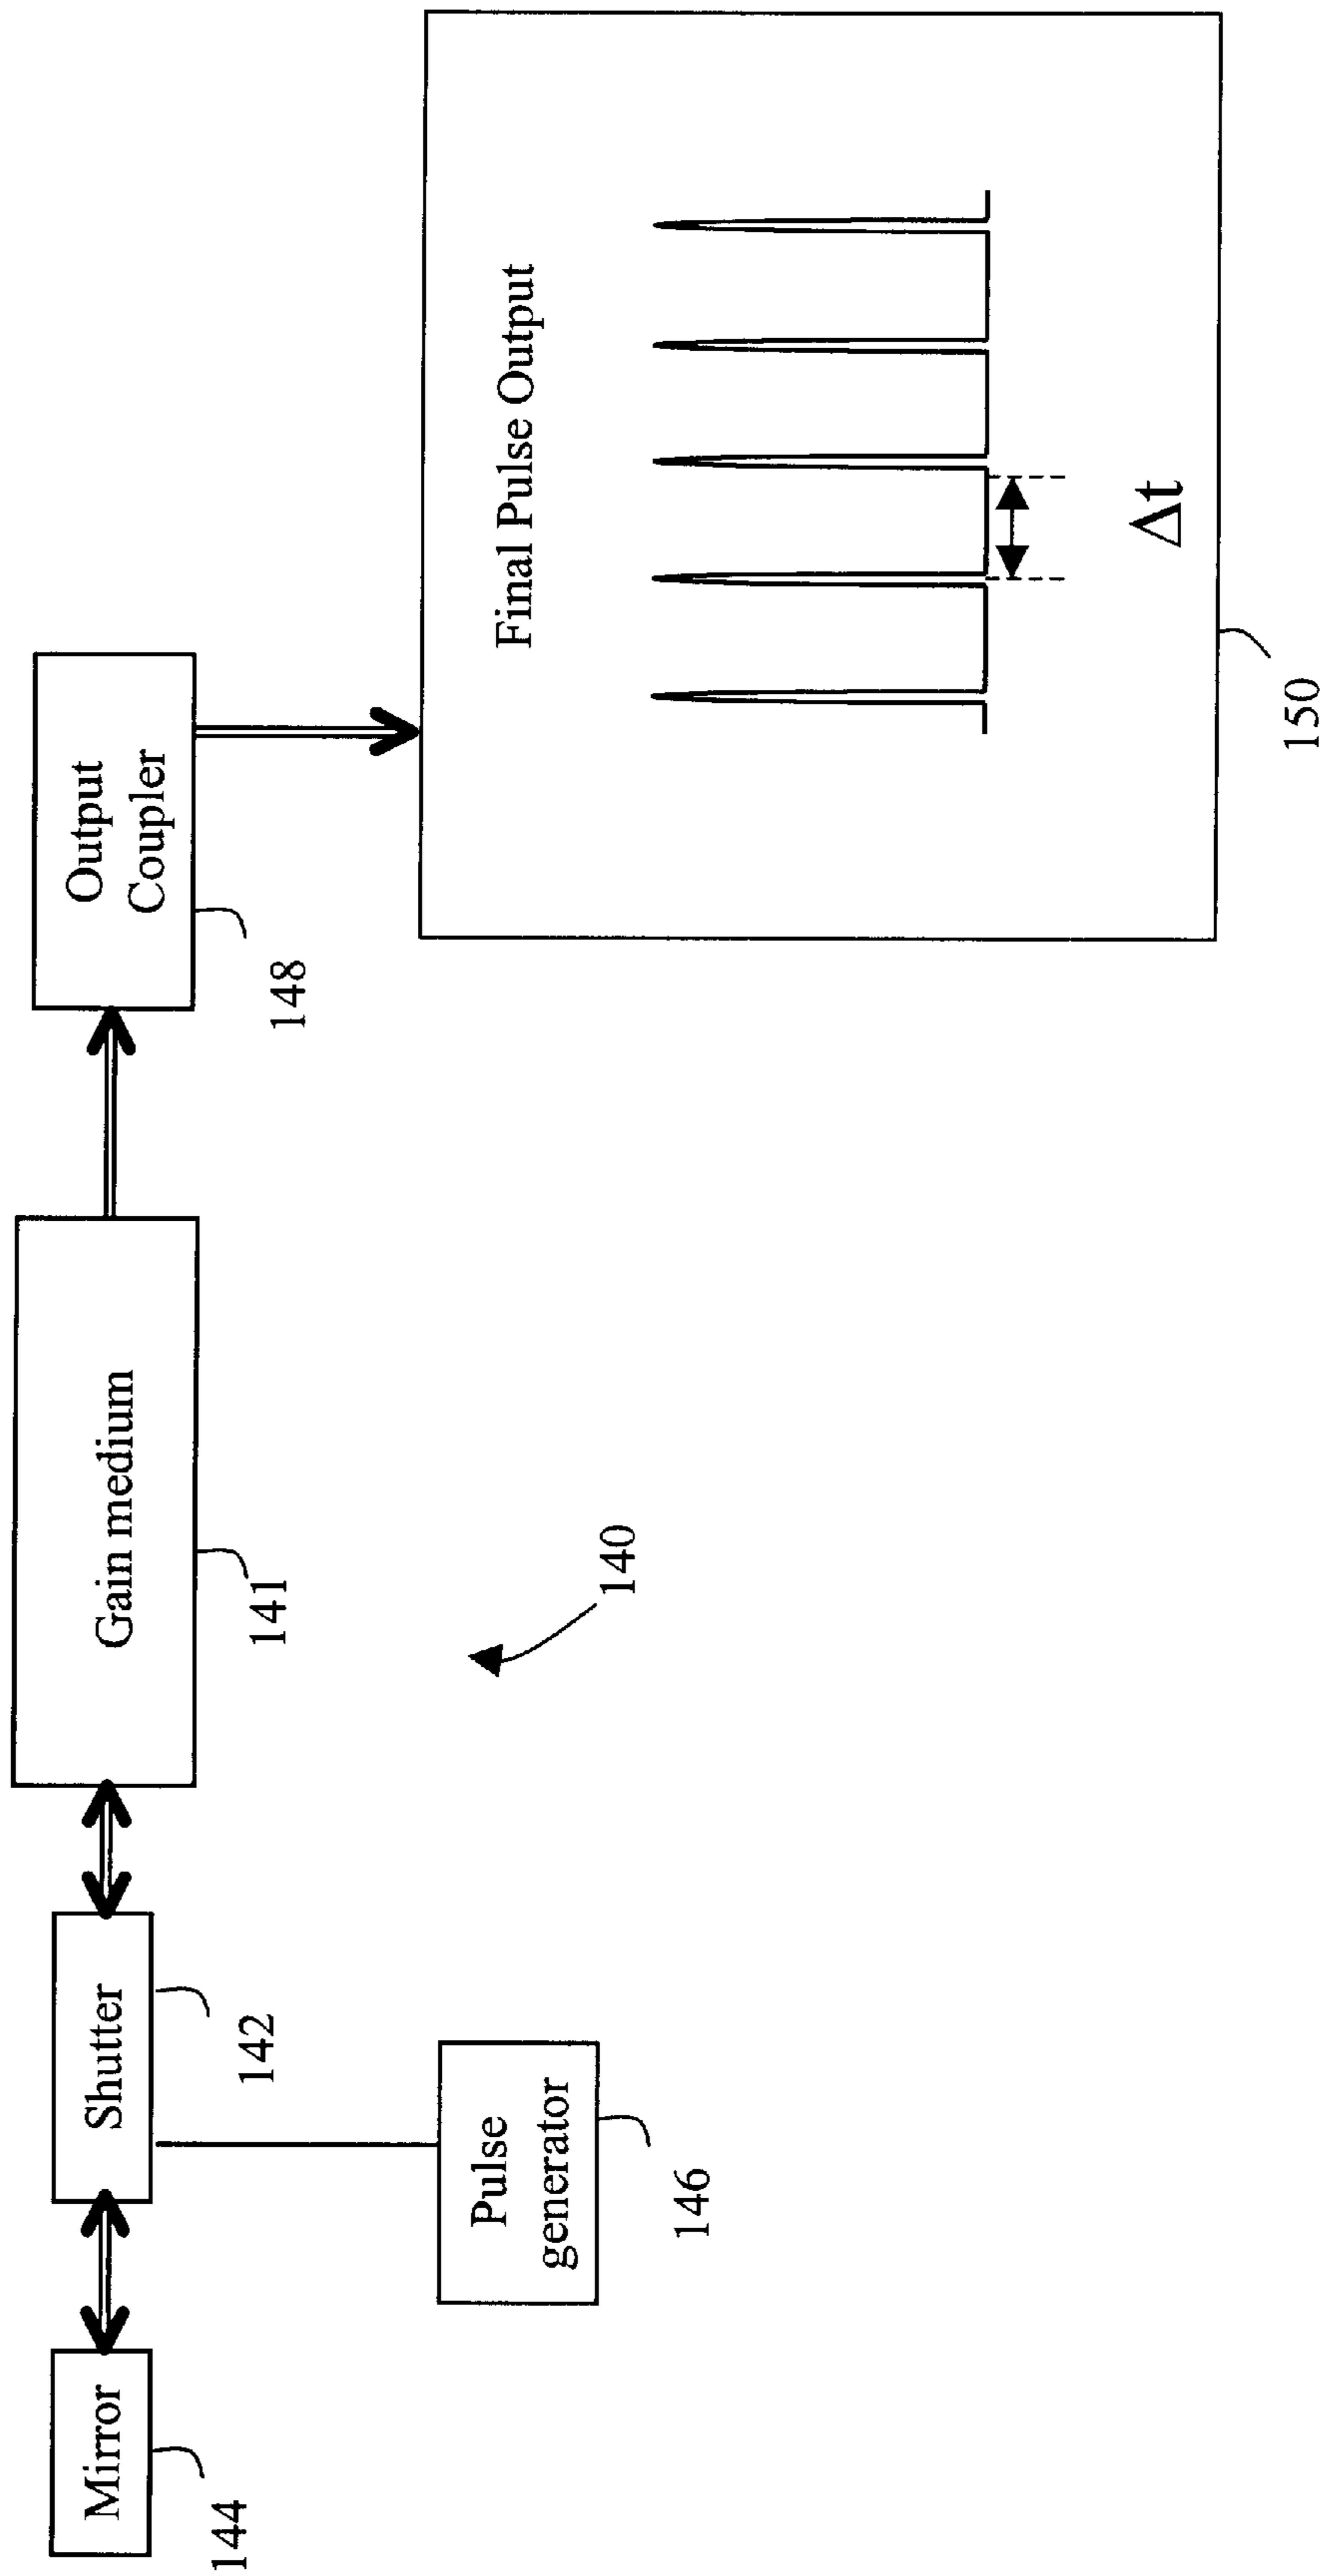 Mirror
144
Shutter
142
Pulse
generator
146
Gain medium
141
140
Output
Coupler
148
Final Pulse Output
Δt
150